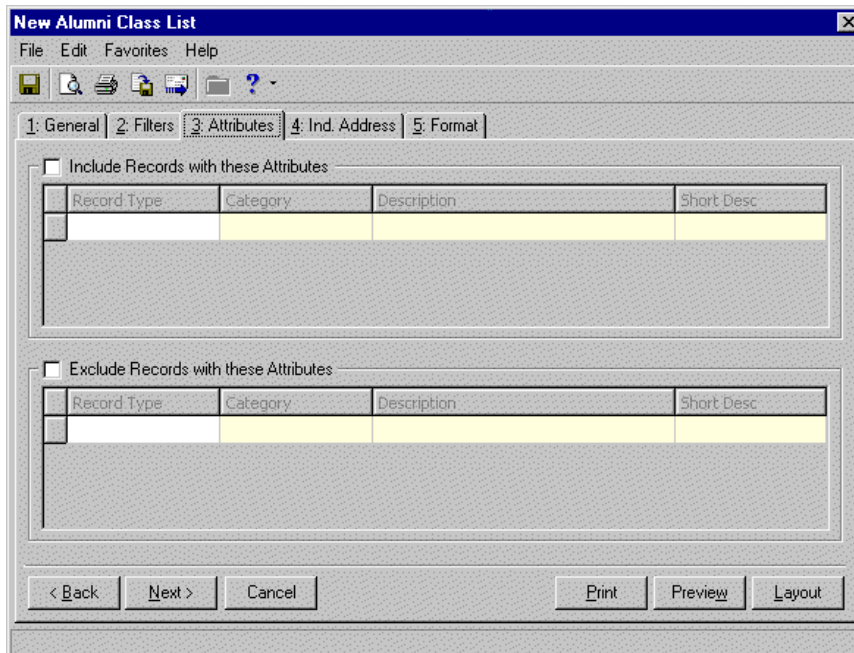 New Alumni Class List
File Edit Favorites Help
1: General 2: Filters 3: Attributes 4: Ind. Address 5: Format
Include Records with these Attributes
Record Type Category Description Short Desc
Exclude Records with these Attributes
Record Type Category Description Short Desc
< Back Next > Cancel Print Preview Layout